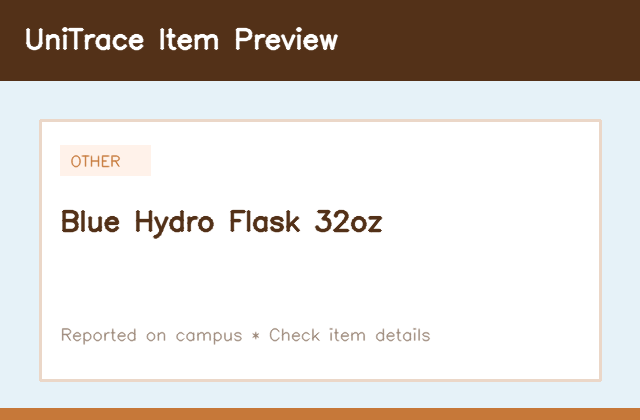 UniTrace Item Preview
OTHER
Blue Hydro Flask 32oz
Reported on campus * Check item details